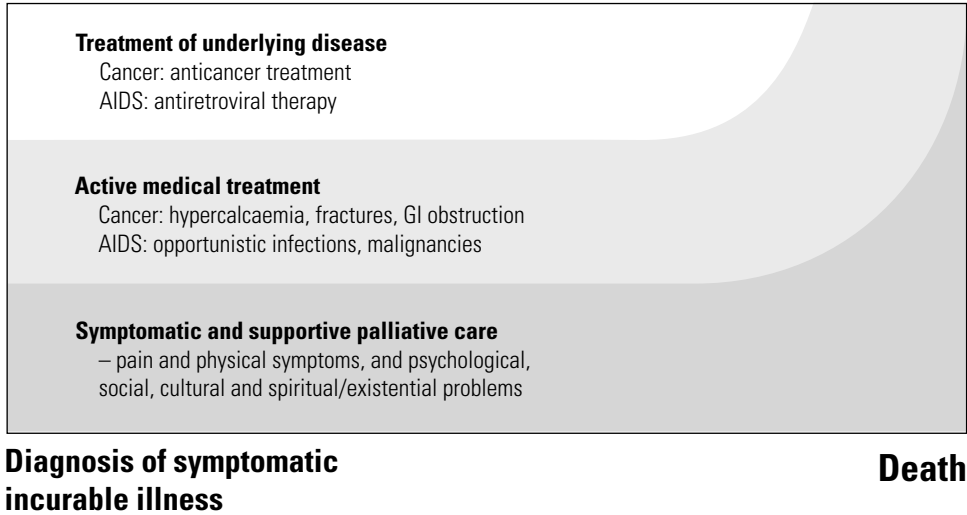 Treatment of underlying disease
Cancer: anticancer treatment
AIDS: antiretroviral therapy
Active medical treatment
Cancer: hypercalcaemia, fractures, GI obstruction
AIDS: opportunistic infections, malignancies
Symptomatic and supportive palliative care
– pain and physical symptoms, and psychological,
social, cultural and spiritual/existential problems
Diagnosis of symptomatic
incurable illness
Death